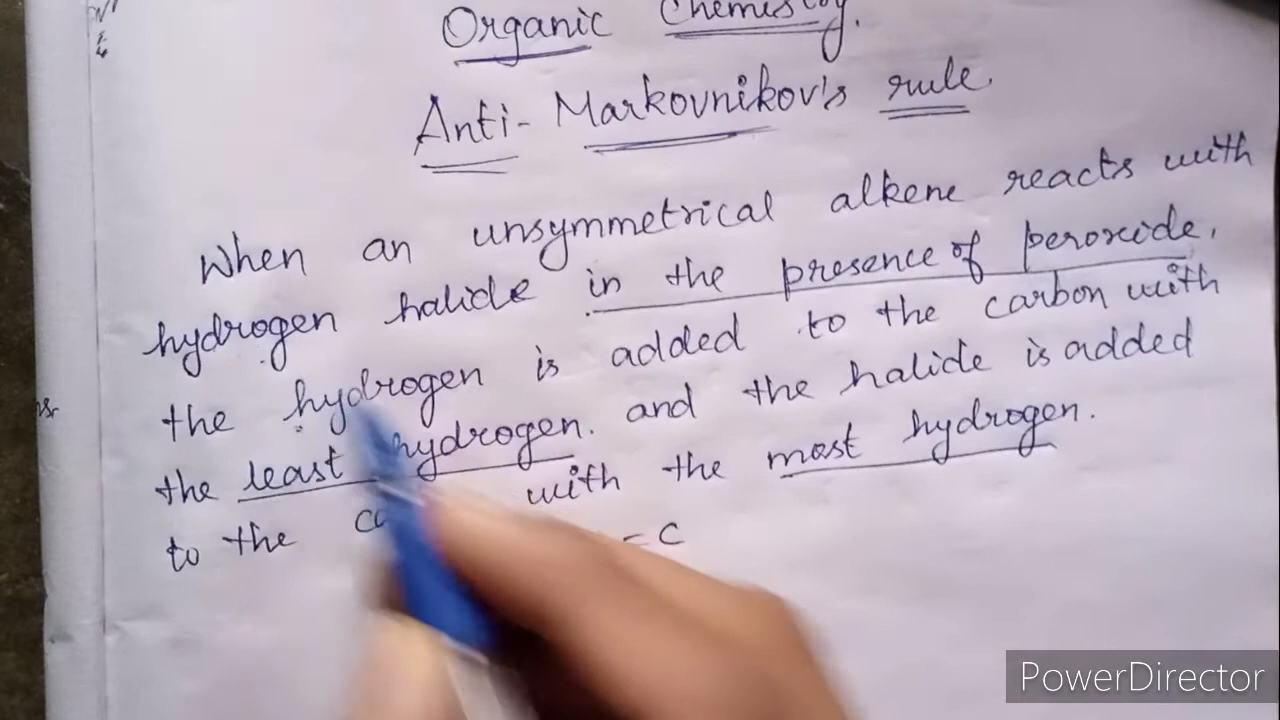 Organic Chemistry.
Anti-Markovnikov's rule.
When an unsymmetrical alkene reacts with
hydrogen halide in the presence of peroxide,
the hydrogen is added to the carbon with
the least hydrogen. and the halide is added
to the with the most hydrogen.
= C
PowerDirector